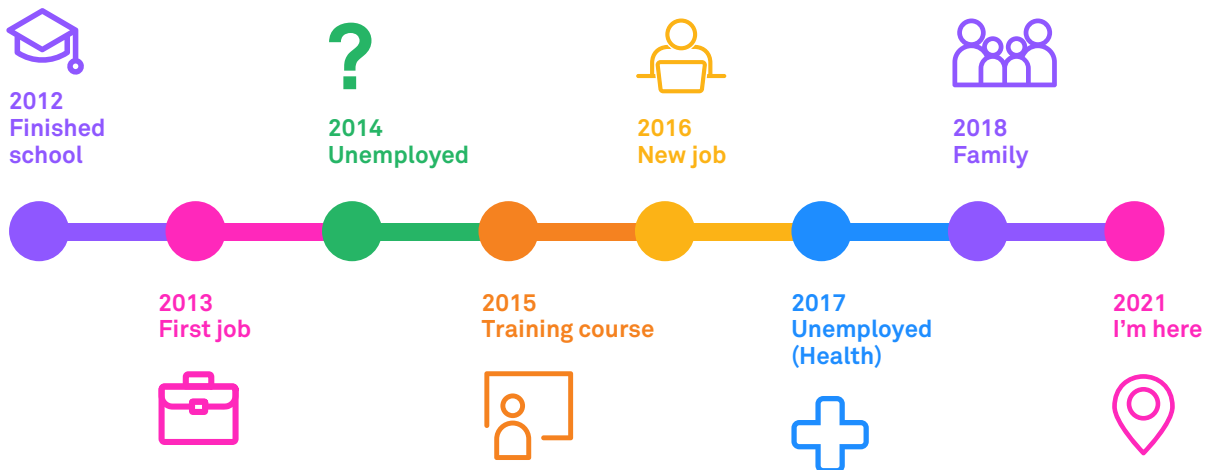 2012
Finished
school
2013
First job
?
2014
Unemployed
2015
Training course
2016
New job
2017
Unemployed
(Health)
2018
Family
2021
I’m here